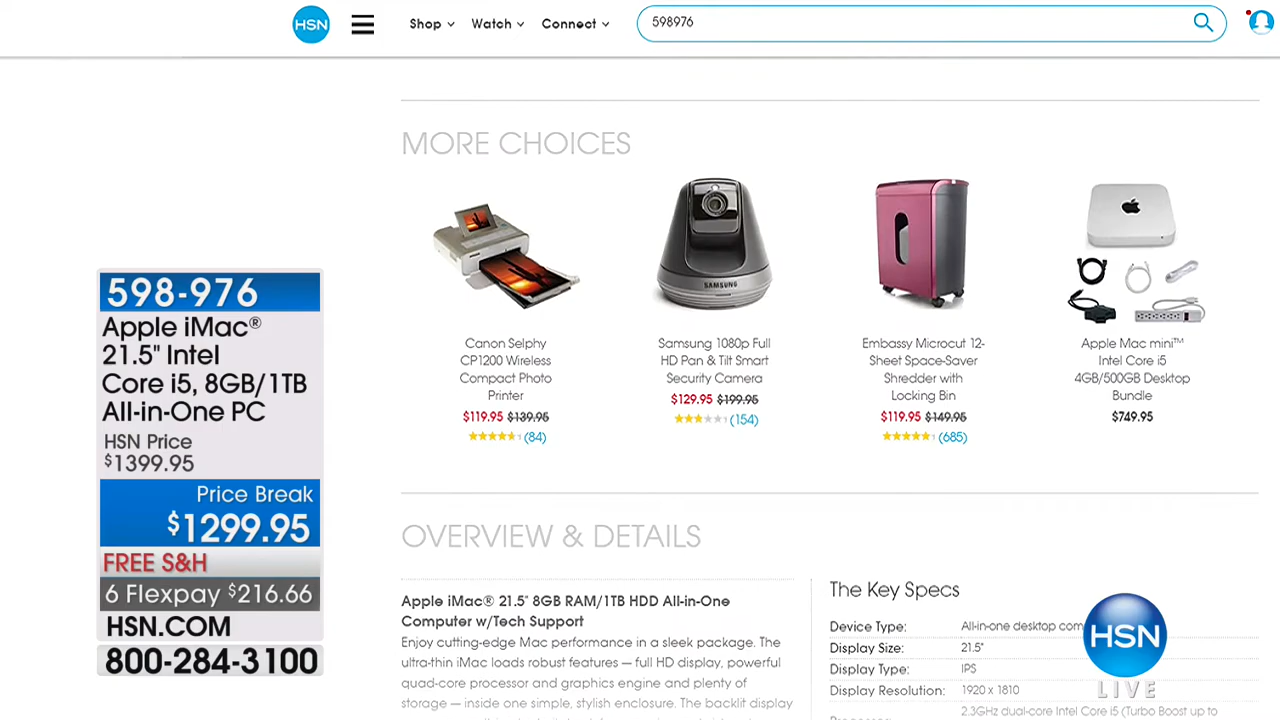 HSN
Shop
Watch
Connect
598976
MORE CHOICES
SAMSUNG
Canon Selphy
CP1200 Wireless
Compact Photo
Printer
$119.95 $139.95
(84)
Samsung 1080p Full
HD Pan & Tilt Smart
Security Camera
$129.95 $199.95
(154)
Embassy Microcut 12-
Sheet Space-Saver
Shredder with
Locking Bin
$119.95 $149.95
(685)
Apple Mac mini™
Intel Core i5
4GB/500GB Desktop
Bundle
$749.95
598-976
Apple iMac®
21.5" Intel
Core i5, 8GB/1TB
All-in-One PC
HSN Price
$1399.95
Price Break
$1299.95
FREE S&H
6 Flexpay $216.66
HSN.COM
800-284-3100
OVERVIEW & DETAILS
Apple iMac® 21.5" 8GB RAM/1TB HDD All-in-One
Computer w/Tech Support
Enjoy cutting-edge Mac performance in a sleek package. The
ultra-thin iMac loads robust features — full HD display, powerful
quad-core processor and graphics engine and plenty of
storage — inside one simple, stylish enclosure. The backlit display
The Key Specs
Device Type: All-in-one desktop com
Display Size: 21.5"
Display Type: IPS
Display Resolution: 1920 x 1810
2.3GHz dual-core Intel Core i5 (Turbo Boost up to
HSN
LIVE